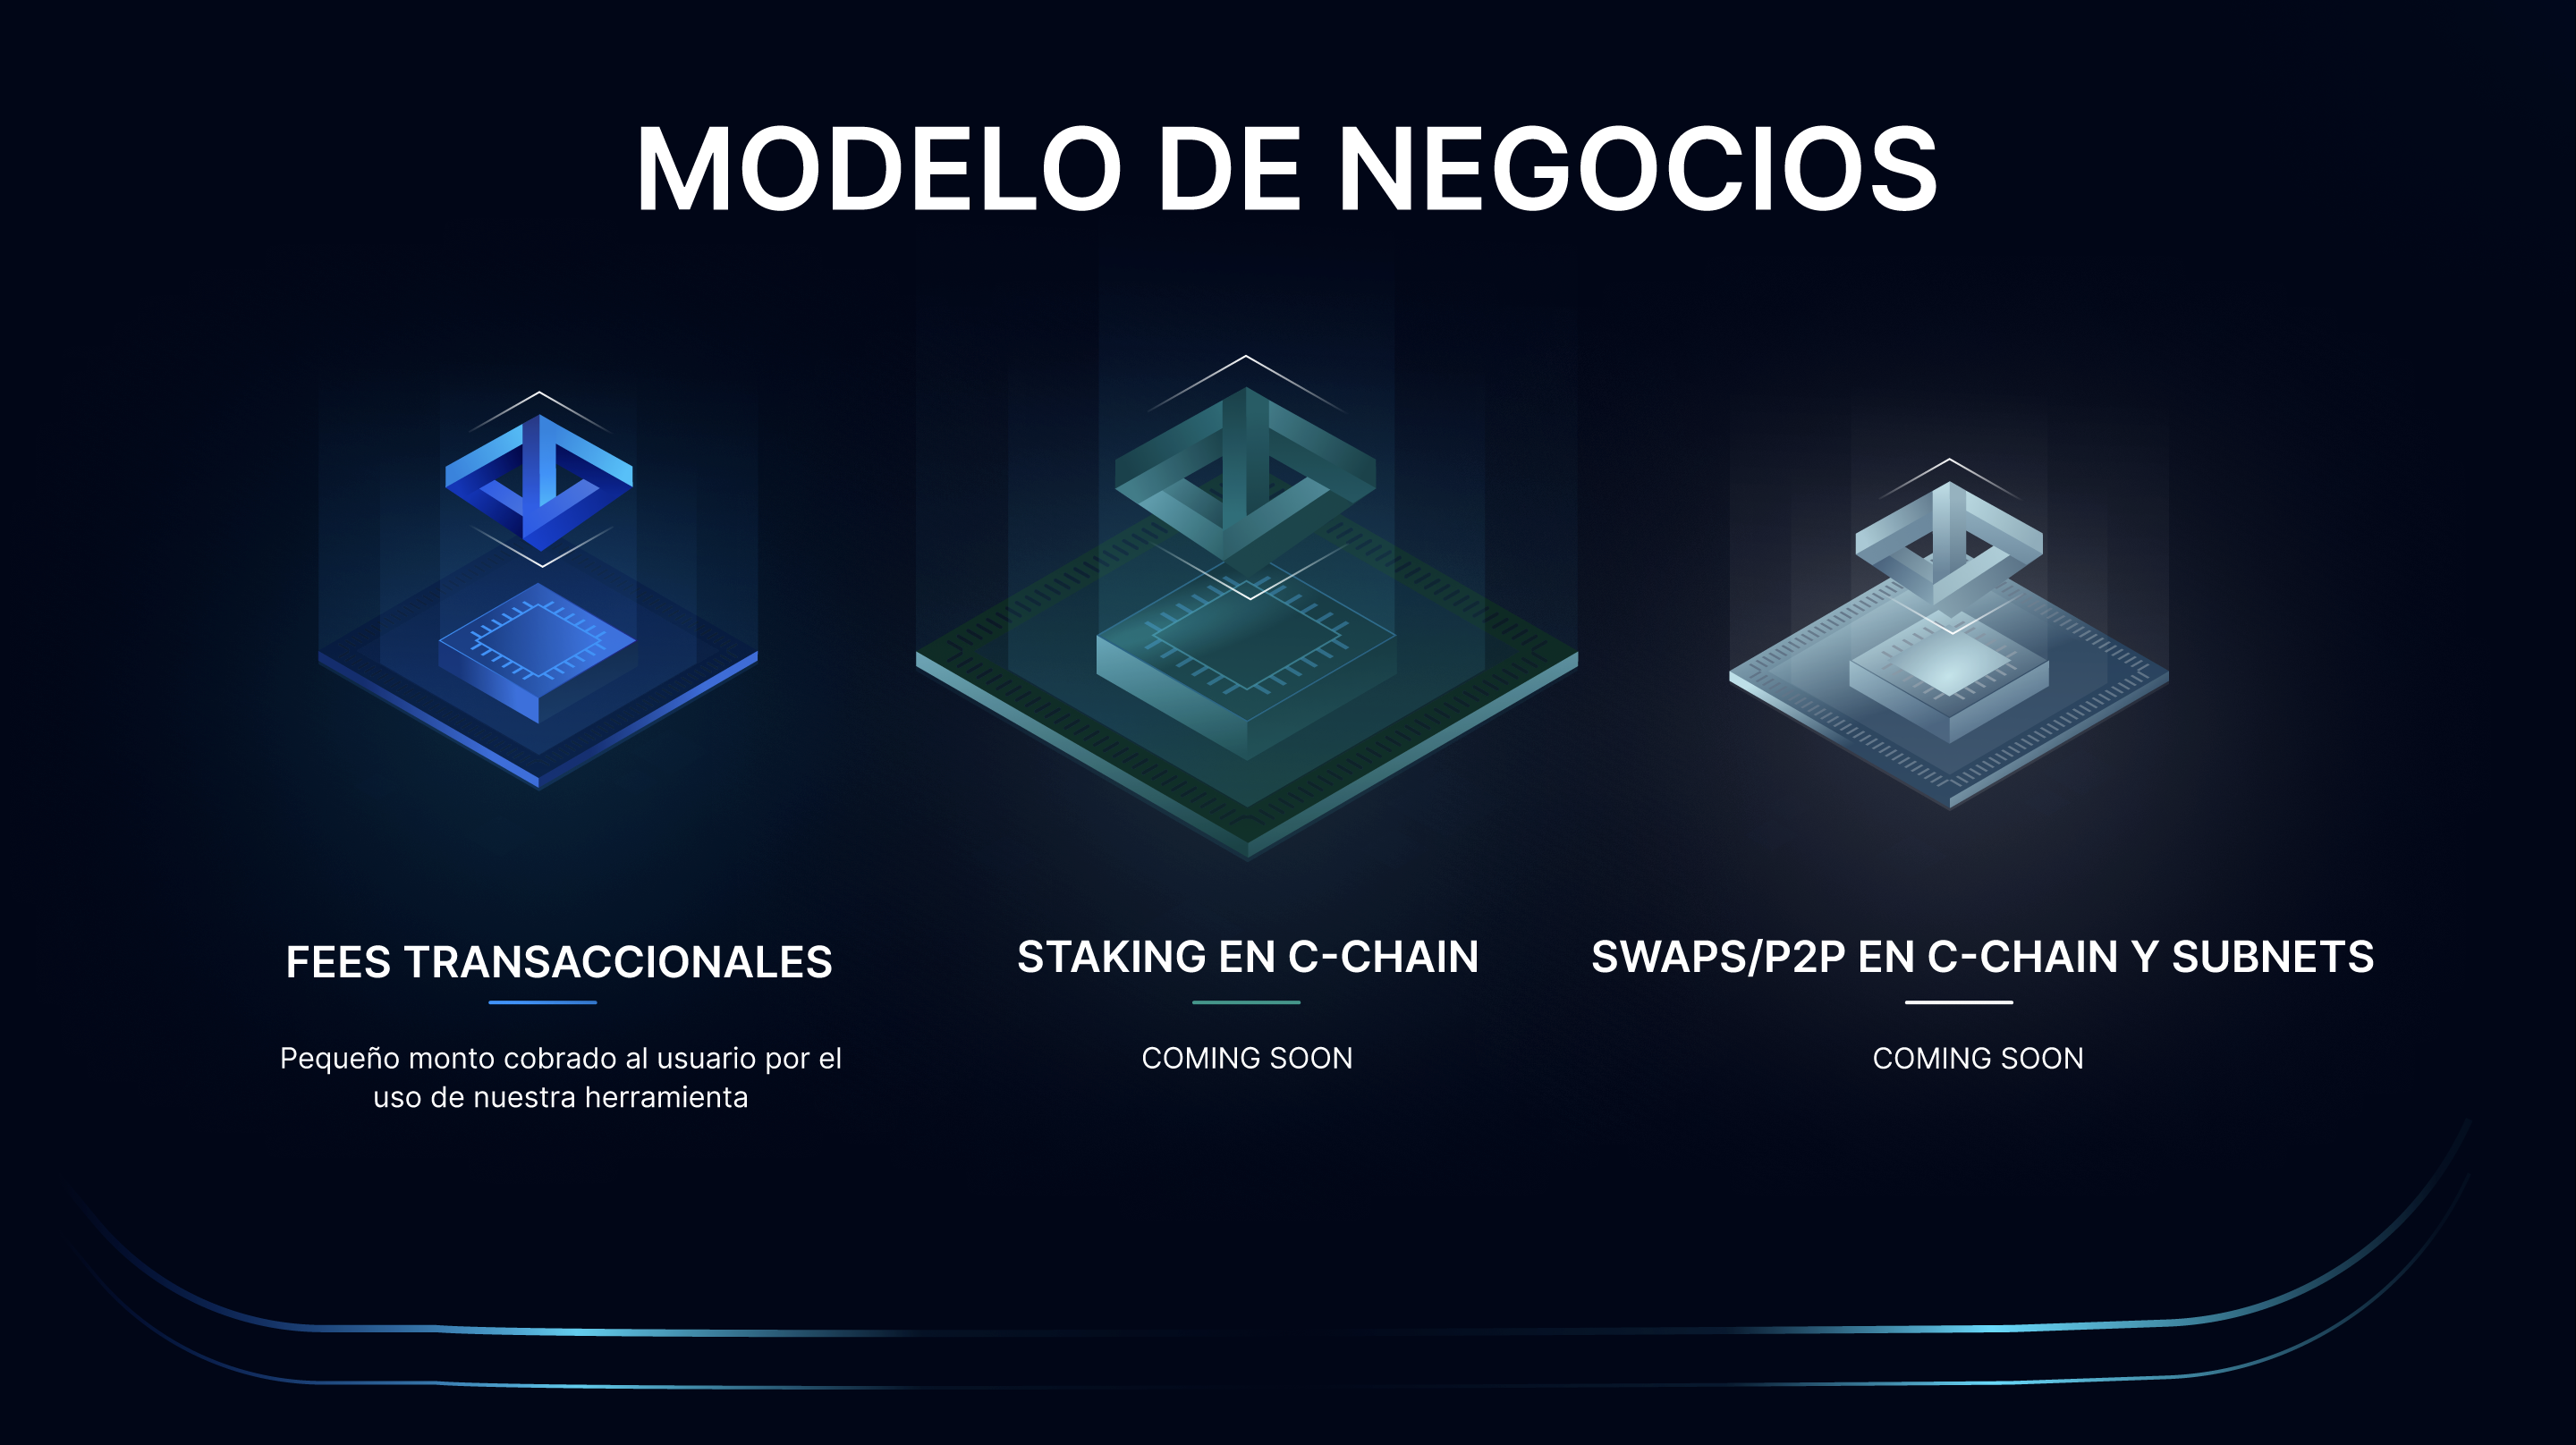 MODELO DE NEGOCIOS
FEES TRANSACCIONALES
Pequeño monto cobrado al usuario por el
uso de nuestra herramienta
STAKING EN C-CHAIN
COMING SOON
SWAPS/P2P EN C-CHAIN Y SUBNETS
COMING SOON